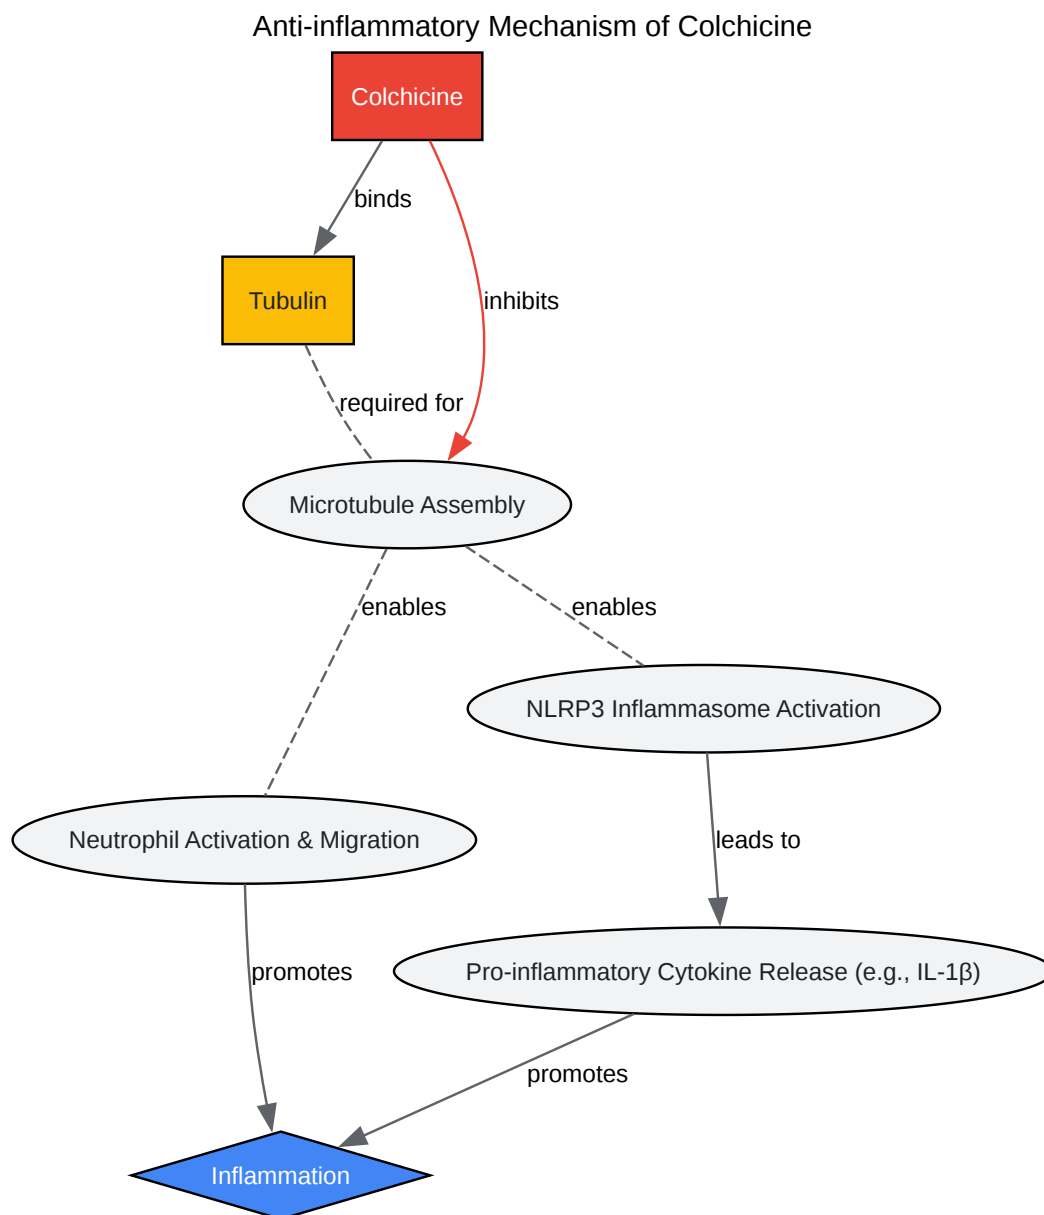 Anti-inflammatory Mechanism of Colchicine
Colchicine
binds
Tubulin
inhibits
required for
Microtubule Assembly
enables
enables
NLRP3 Inflammasome Activation
Neutrophil Activation & Migration
leads to
promotes
Pro-inflammatory Cytokine Release (e.g., IL-1β)
promotes
Inflammation